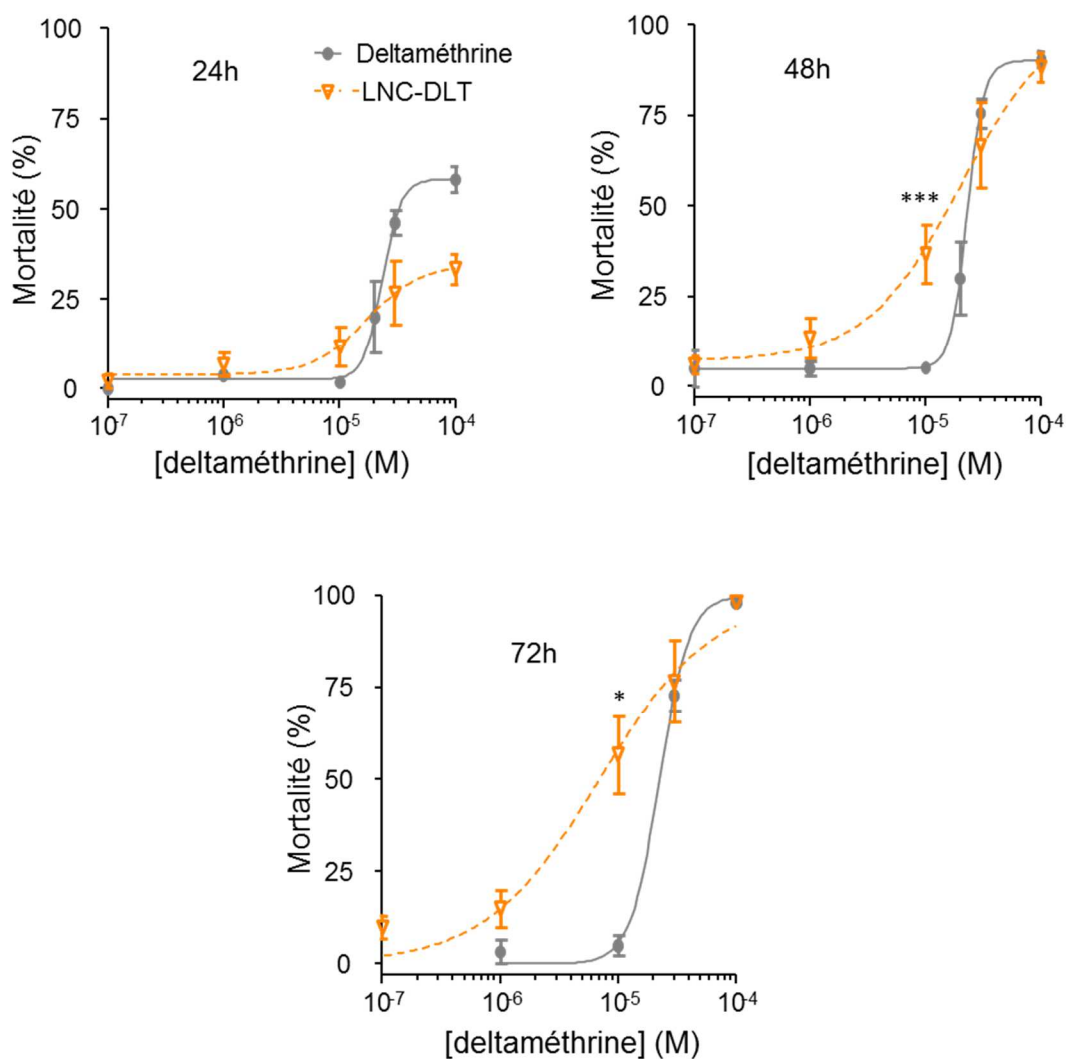 24h
Deltaméthrine
LNC-DLT
Mortalité (%)
100
75
50
25
0
10-7
10-6
10-5
10-4
[deltaméthrine] (M)
48h
***
Mortalité (%)
100
75
50
25
0
10-7
10-6
10-5
10-4
[deltaméthrine] (M)
72h
*
Mortalité (%)
100
75
50
25
0
10-7
10-6
10-5
10-4
[deltaméthrine] (M)